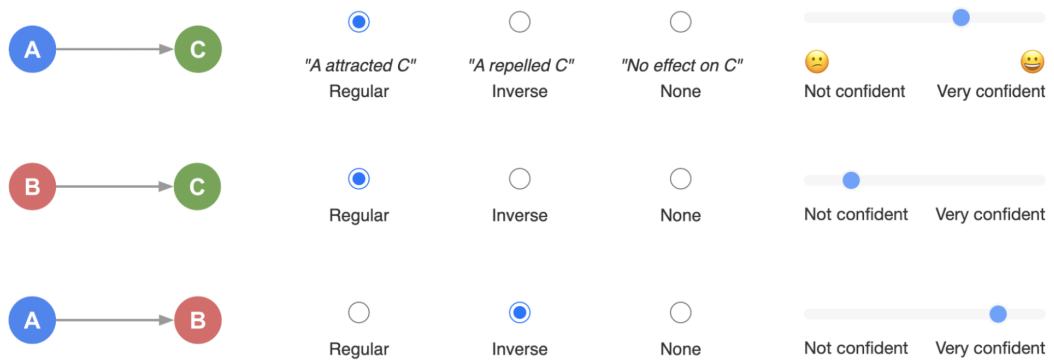 A C
"A attracted C" "A repelled C" "No effect on C"
Regular Inverse None Not confident Very confident
B C
Regular Inverse None Not confident Very confident
A B
Regular Inverse None Not confident Very confident